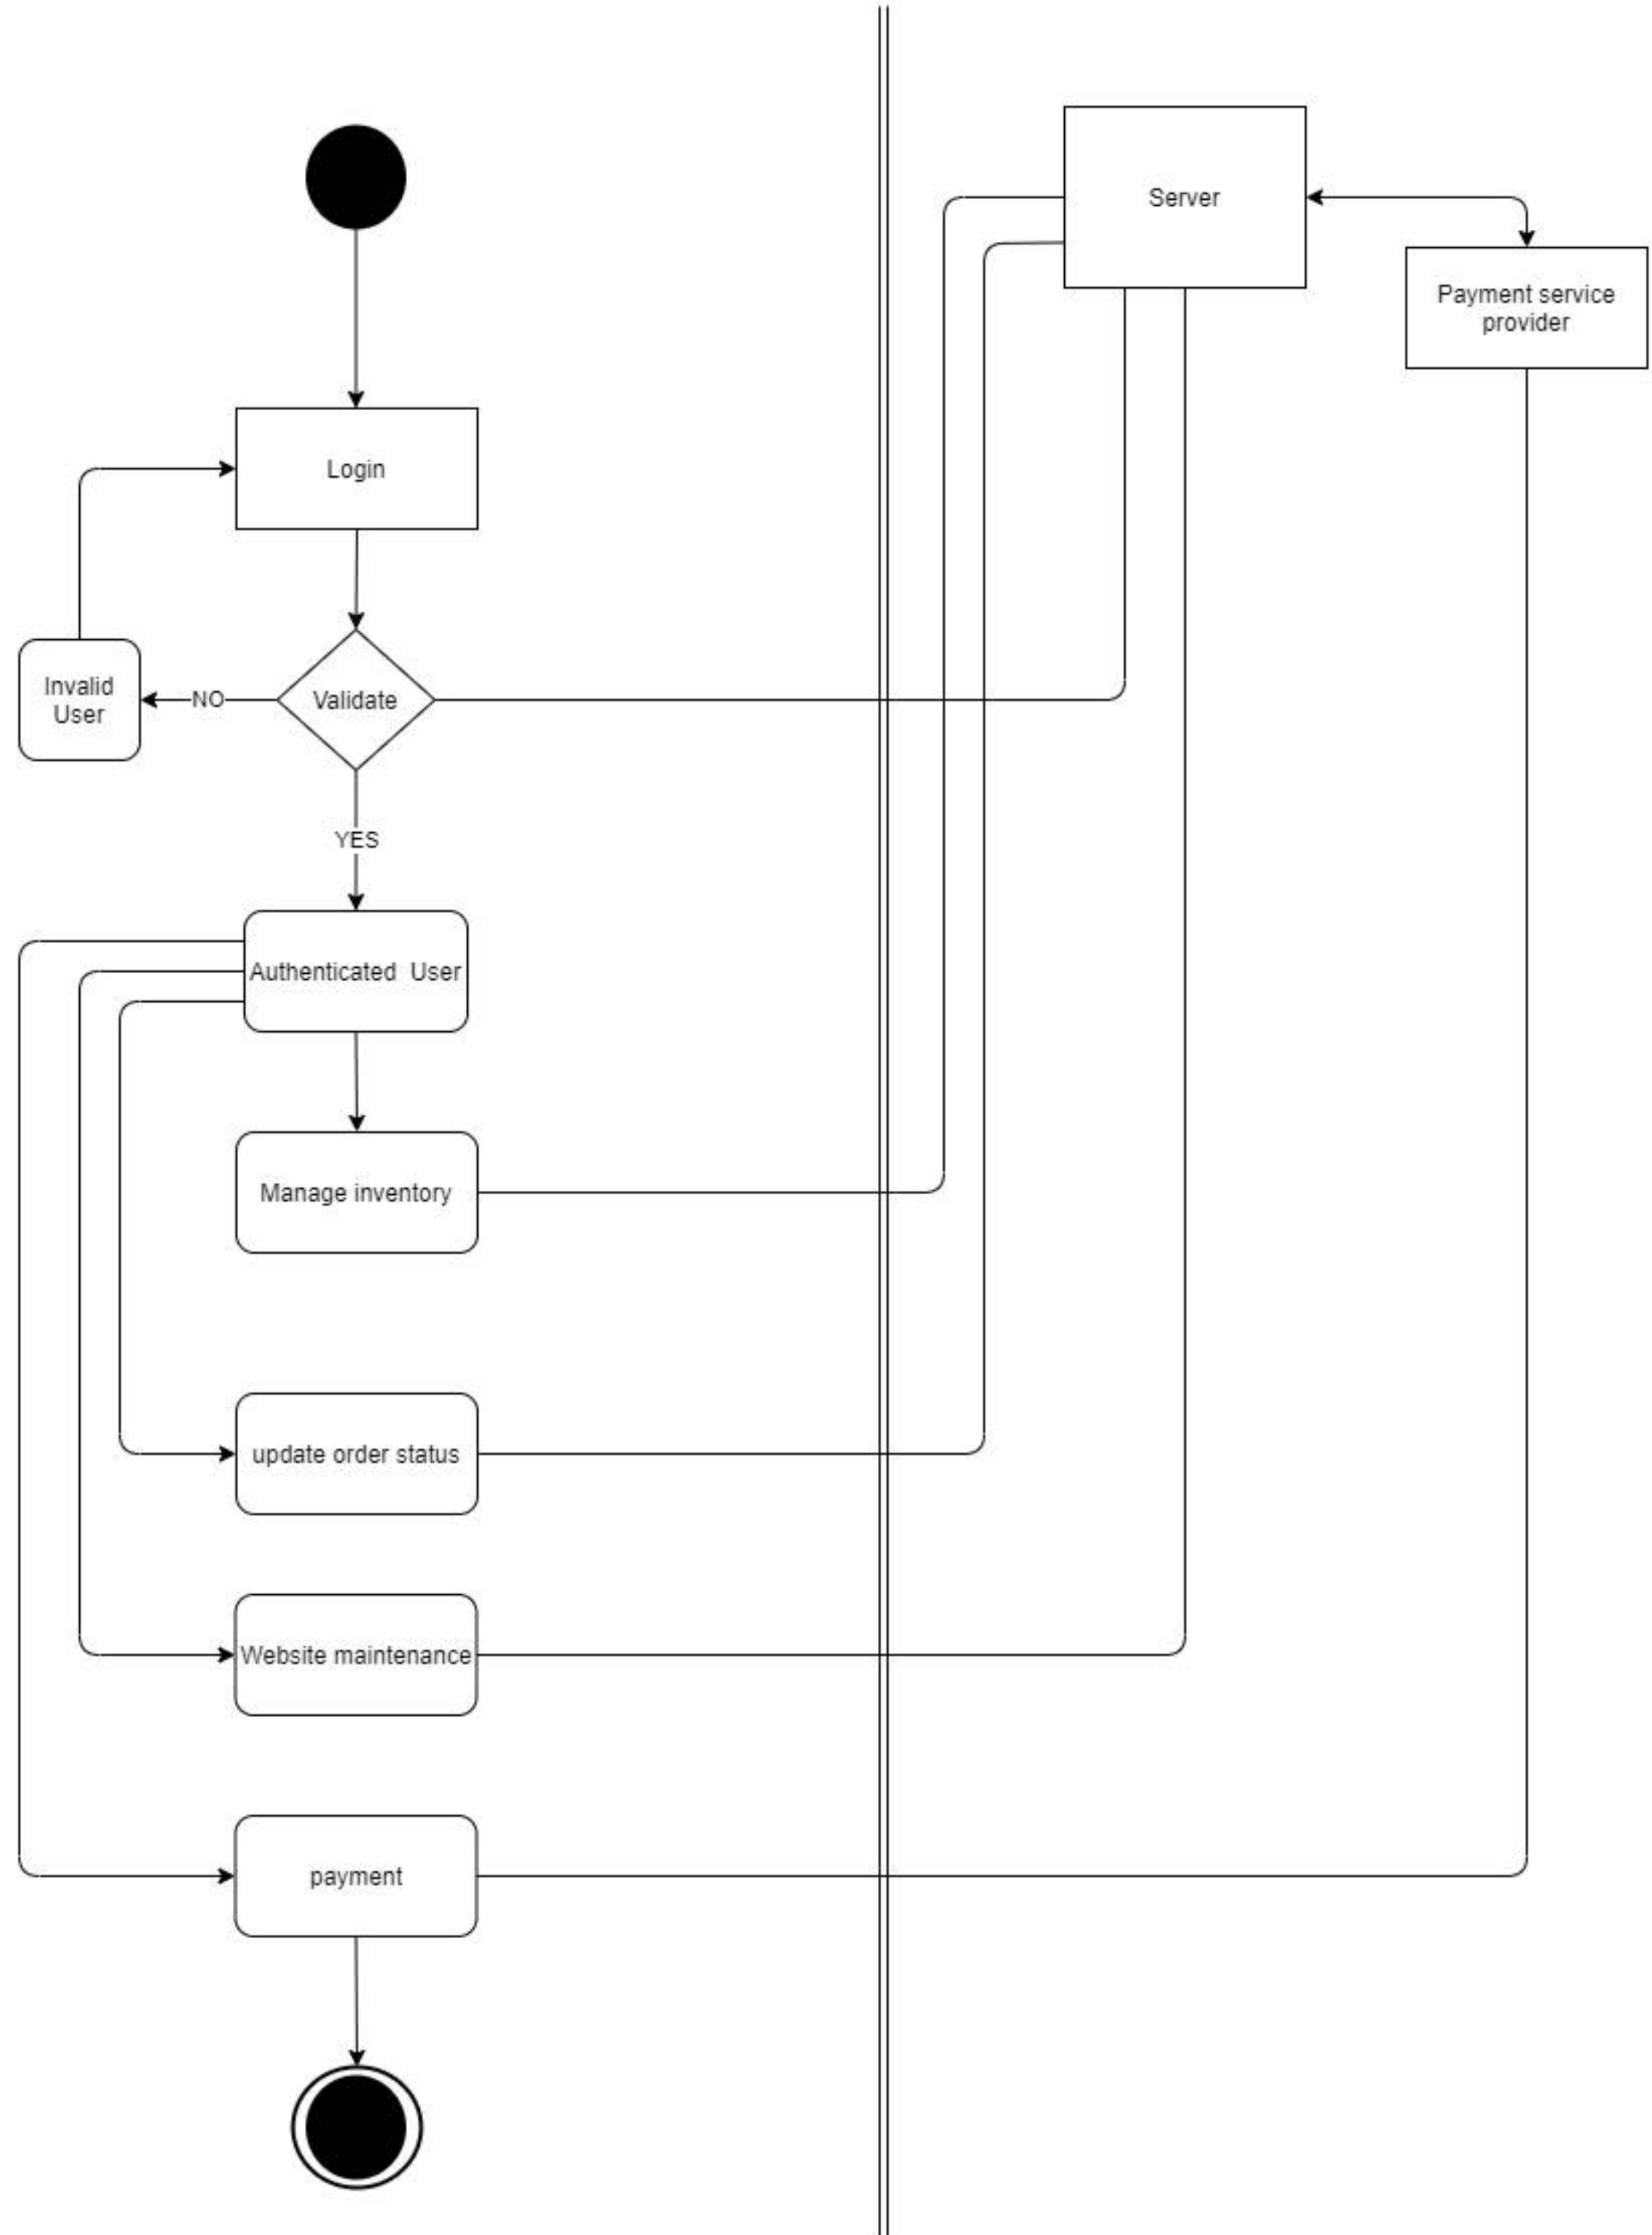 Server
Payment service
provider
Login
Invalid
User
NO
Validate
YES
Authenticated  User
Manage inventory
update order status
Website maintenance
payment